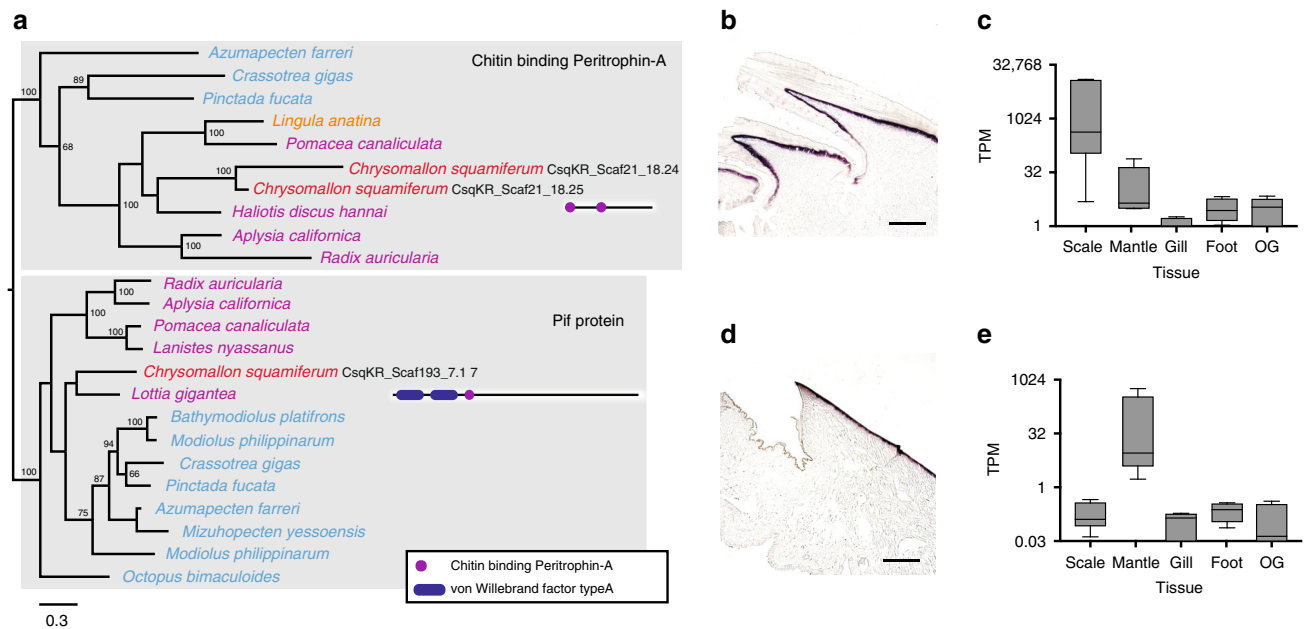 a
Chitin binding Peritrophin-A
Azumapecten farreri
89
Crassotrea gigas
100
Pinctada fucata
68
Lingula anatina
100
Pomacea canaliculata
Chrysomallon squamiferum CsqKR_Scaf21_18.24
100
Chrysomallon squamiferum CsqKR_Scaf21_18.25
100
Haliotis discus hannai
Aplysia californica
100
Radix auricularia
Pif protein
Radix auricularia
100
Aplysia californica
100
Pomacea canaliculata
100
Lanistes nyassanus
Chrysomallon squamiferum CsqKR_Scaf193_7.1 7
Lottia gigantea
Bathymodiolus platifrons
100
Modiolus philippinarum
94
Crassotrea gigas
66
87
Pinctada fucata
100
Azumapecten farreri
75
Mizuhopecten yessoensis
Modiolus philippinarum
Octopus bimaculoides
Chitin binding Peritrophin-A
von Willebrand factor typeA
0.3
b
c
32,768
1024
32
1
TPM
Scale Mantle Gill Foot OG
Tissue
d
e
1024
32
1
0.03
TPM
Scale Mantle Gill Foot OG
Tissue